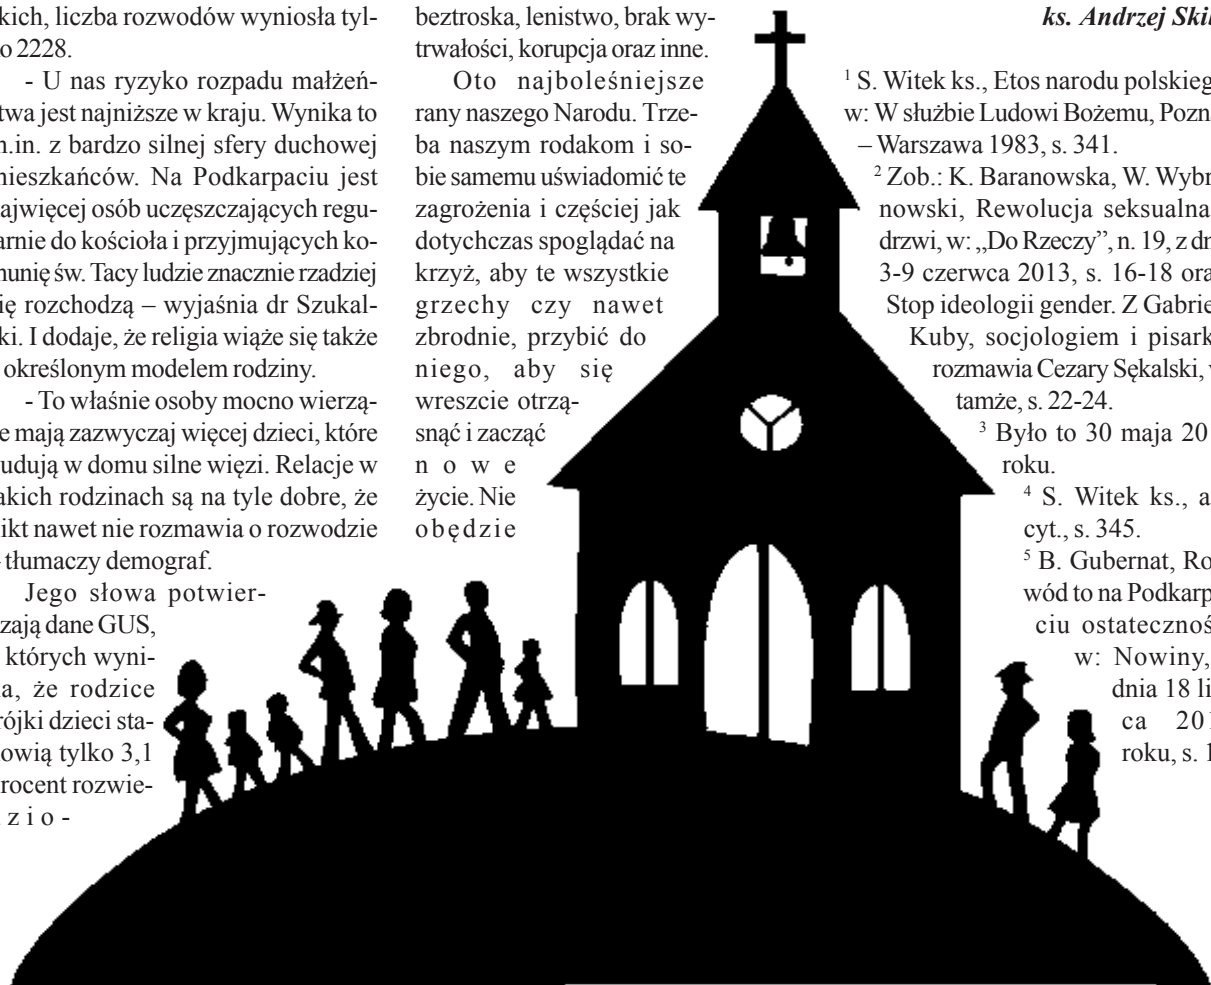 kich, liczba rozwodów wyniosła tyl-
o 2228.
- U nas ryzyko rozpadu małżeń-
twa jest najniższe w kraju. Wynika to
n.in. z bardzo silnej sfery duchowej
nieszkańców. Na Podkarpaciu jest
ajwięcej osób uczęszczających regu-
arnie do kościoła i przyjmujących ko-
nunię św. Tacy ludzie znacznie rzadziej
ię rozchodzą – wyjaśnia dr Szukal-
ki. I dodaje, że religia wiąże się także
określonym modelem rodziny.
- To właśnie osoby mocno wierzą-
e mają zazwyczaj więcej dzieci, które
udują w domu silne więzi. Relacje w
akich rodzinach są na tyle dobre, że
ikt nawet nie rozmawia o rozwodzie
- tłumaczy demograf.
Jego słowa potwier-
zają dane GUS,
których wyni-
a, że rodzice
rójki dzieci sta-
owią tylko 3,1
rocent rozwie-
z i o -
beztroska, lenistwo, brak wy-
trwałości, korupcja oraz inne.
Oto najboleśniejsze
rany naszego Narodu. Trze-
ba naszym rodakom i so-
bie samemu uświadomić te
zagrożenia i częściej jak
dotychczas spoglądać na
krzyż, aby te wszystkie
grzechy czy nawet
zbrodnie, przybić do
niego, aby się
wreszcie otrzą-
snąć i zacząć
n o w e
życie. Nie
obędzie
ks. Andrzej Ski
1 S. Witek ks., Etos narodu polskieg
w: W służbie Ludowi Bożemu, Pozn
– Warszawa 1983, s. 341.
2 Zob.: K. Baranowska, W. Wybr
nowski, Rewolucja seksualna
drzwi, w: „Do Rzeczy”, n. 19, z dn
3-9 czerwca 2013, s. 16-18 ora
Stop ideologii gender. Z Gabrie
Kuby, socjologiem i pisark
rozmawia Cezary Sękalski, w
tamże, s. 22-24.
3 Było to 30 maja 20
roku.
4 S. Witek ks., a
cyt., s. 345.
5 B. Gubernat, Ro
wód to na Podkarp
ciu ostatecznoś
w: Nowiny,
dnia 18 li
ca 201
roku, s. 1